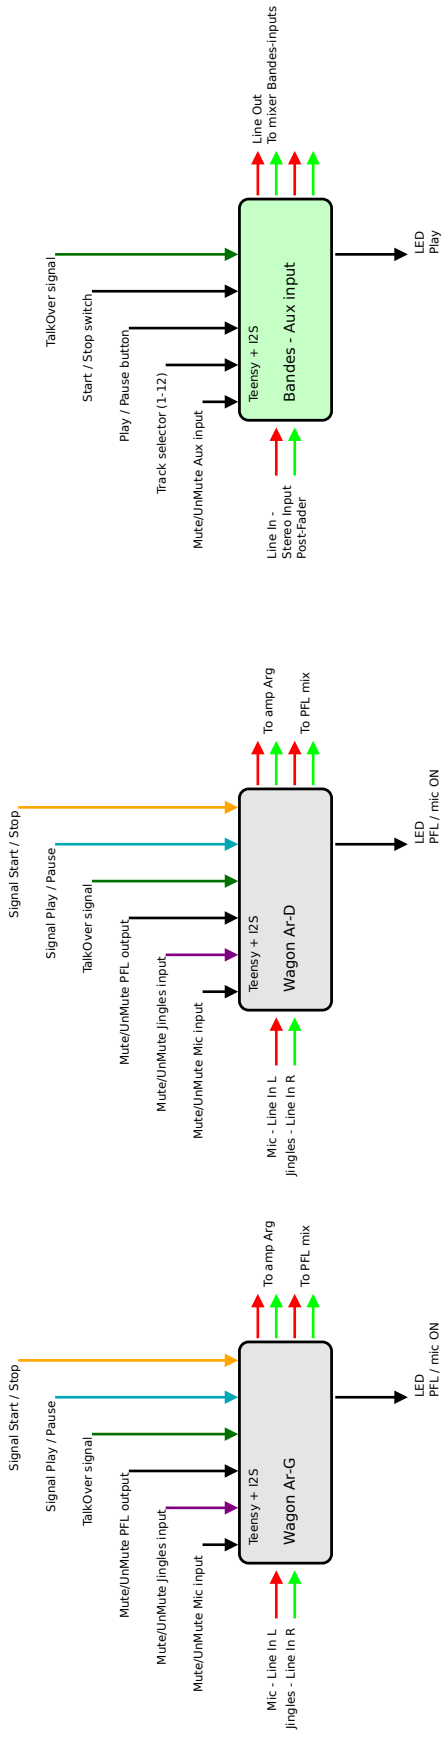 Signal Start / Stop
Signal Play / Pause
TalkOver signal
Mute/UnMute PFL output
Mute/UnMute Jingles input
Mute/UnMute Mic input
Mic - Line In L
Jingles - Line In R
Teensy + I2S
Wagon Ar-G
To amp Arg
To PFL mix
LED
PFL / mic ON
Signal Start / Stop
Signal Play / Pause
TalkOver signal
Mute/UnMute PFL output
Mute/UnMute Jingles input
Mute/UnMute Mic input
Mic - Line In L
Jingles - Line In R
Teensy + I2S
Wagon Ar-D
To amp Arg
To PFL mix
LED
PFL / mic ON
TalkOver signal
Start / Stop switch
Play / Pause button
Track selector (1-12)
Mute/UnMute Aux input
Line In -
Stereo Input
Post-Fader
Teensy + I2S
Bandes - Aux input
Line Out
To mixer Bandes-inputs
LED
Play